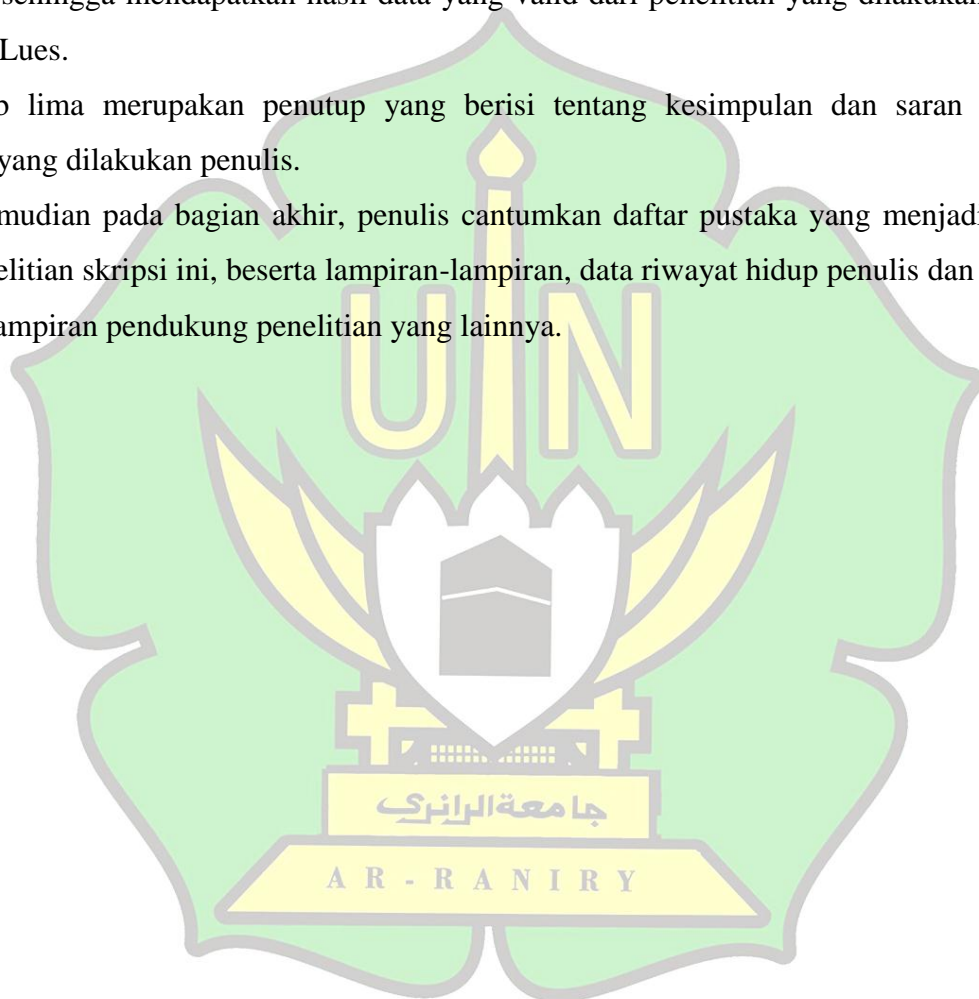 sehingga mendapatkan hasil data yang valid dari penelitian yang dilakukan
Lues.
lima merupakan penutup yang berisi tentang kesimpulan dan saran
yang dilakukan penulis.
mudian pada bagian akhir, penulis cantumkan daftar pustaka yang menjadi
elitian skripsi ini, beserta lampiran-lampiran, data riwayat hidup penulis dan
ampiran pendukung penelitian yang lainnya.
UIN
جامعة الرانري
AR-RANIRY